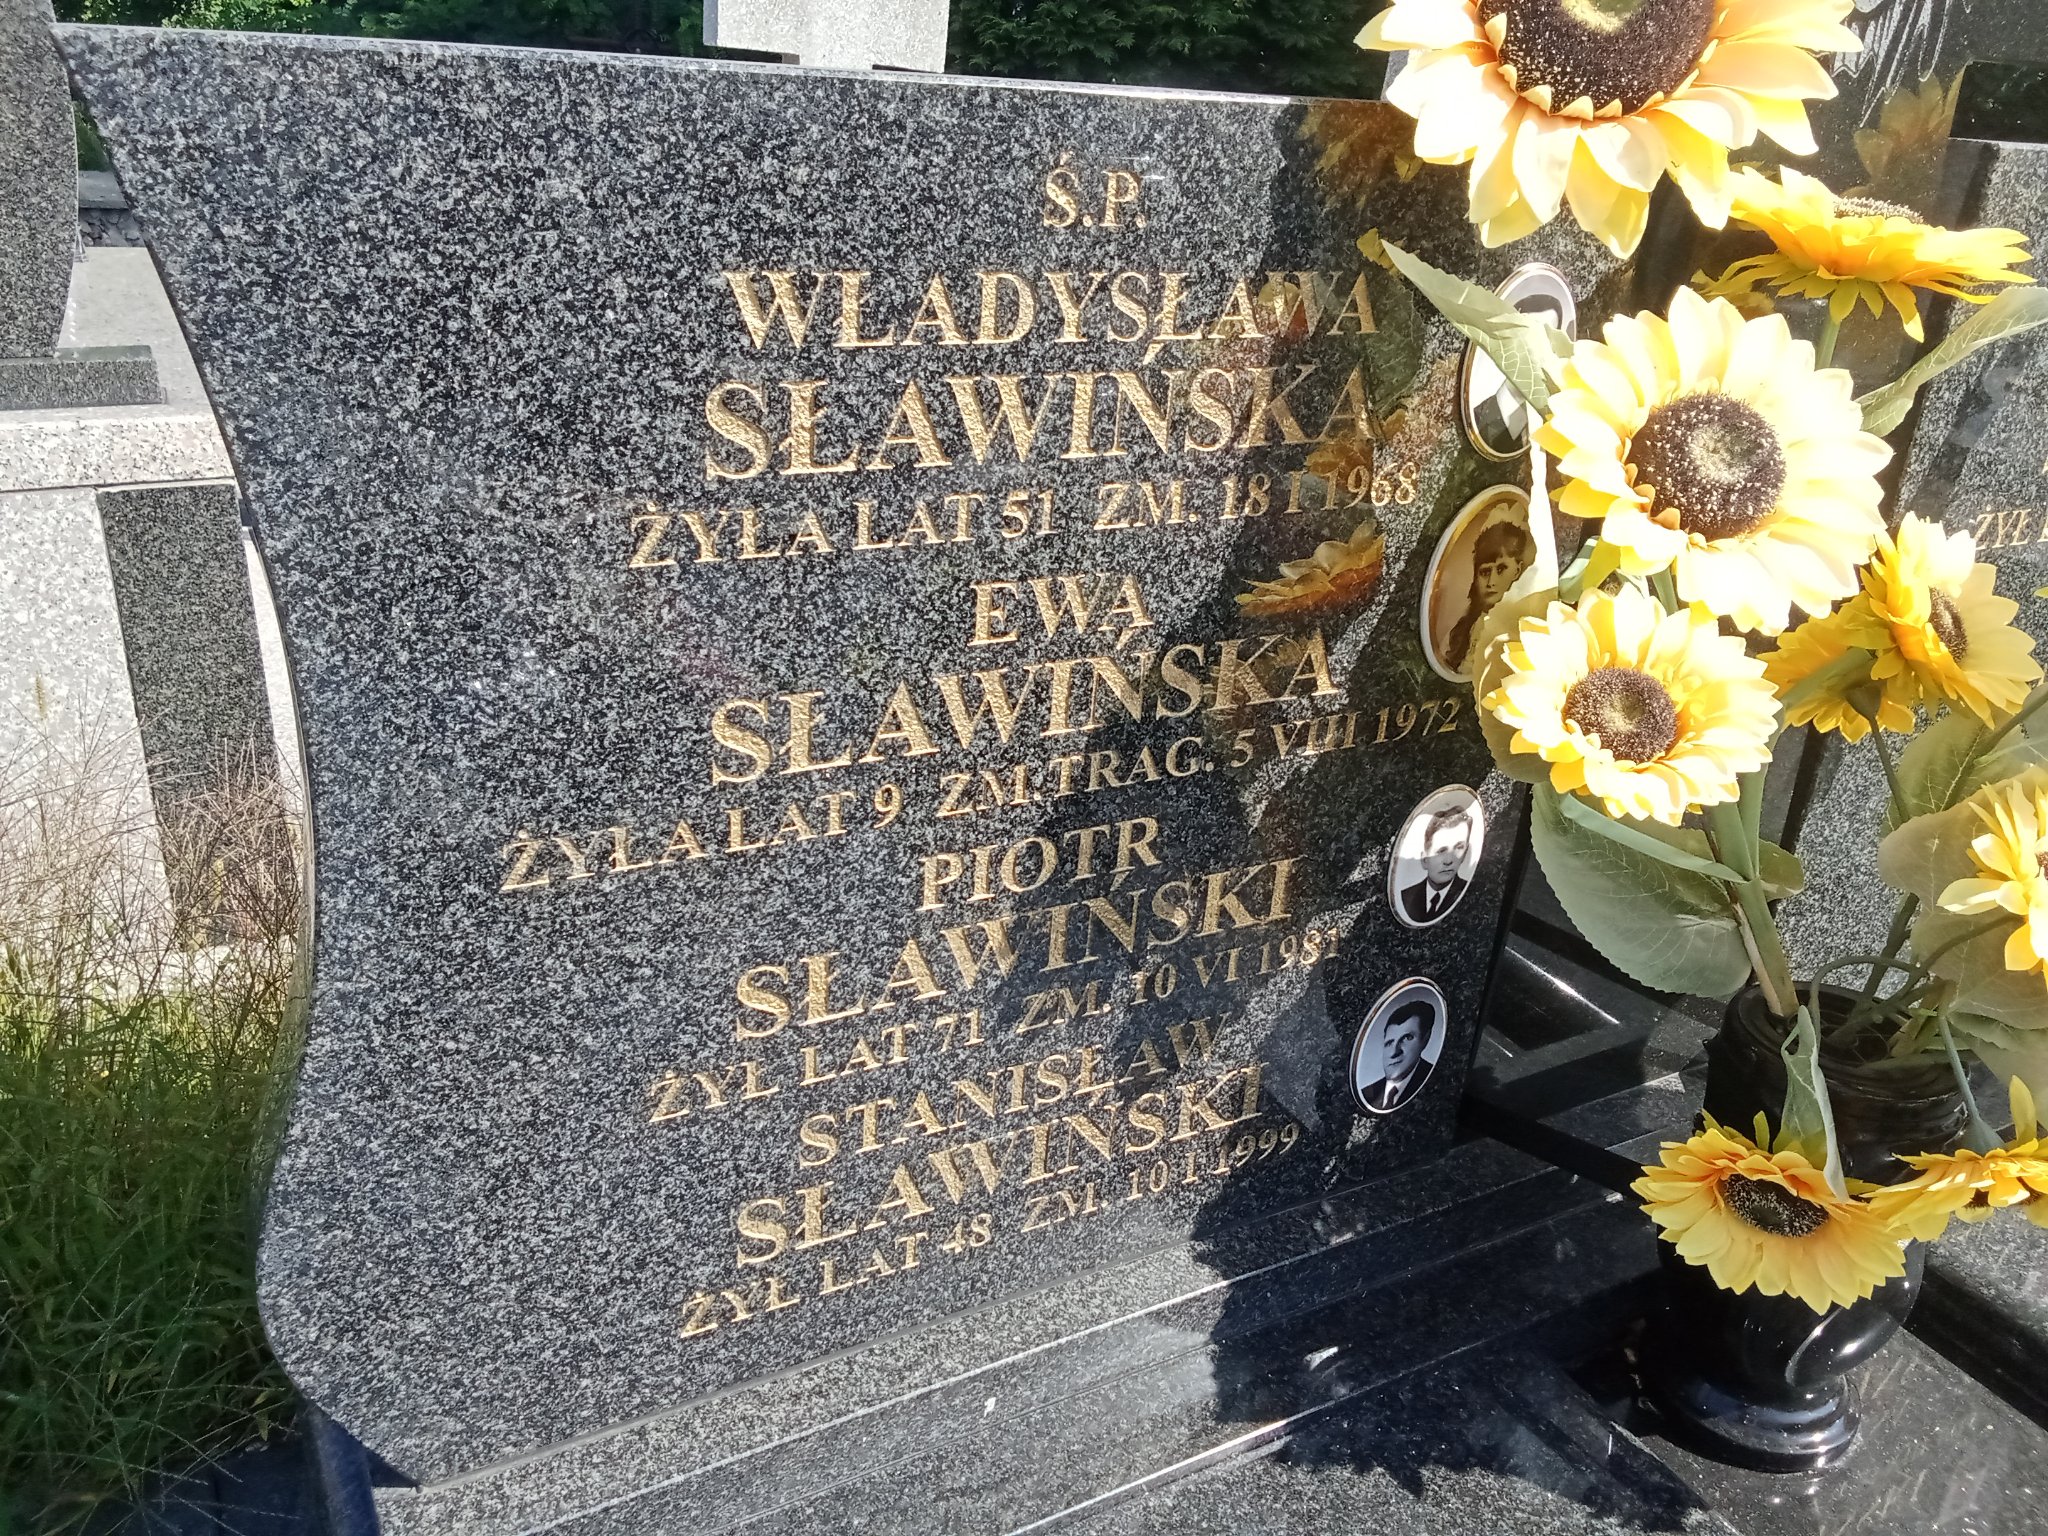 Ś.P.
WŁADYSŁAWA
SŁAWIŃSKA
ŻYŁA LAT 51 ZM. 18 I 1968
EWA
SŁAWIŃSKA
ŻYŁA LAT 9 ZM.TRAG. 5 VIII 1972
PIOTR
SŁAWIŃSKI
ŻYŁ LAT 71 ZM. 10 VI 1981
STANISŁAW
SŁAWIŃSKI
ŻYŁ LAT 48 ZM. 10 I 1999
ŻYŁ